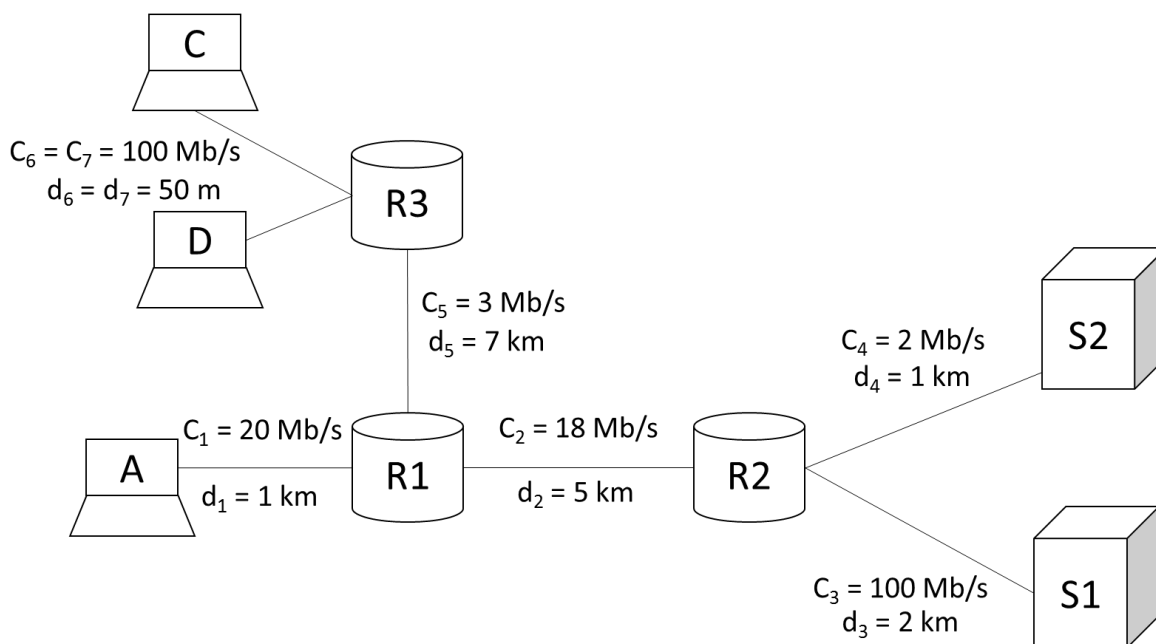 C
C₆ = C₇ = 100 Mb/s
d₆ = d₇ = 50 m
R3
D
C₅ = 3 Mb/s
d₅ = 7 km
C₄ = 2 Mb/s
d₄ = 1 km
S2
C₁ = 20 Mb/s
C₂ = 18 Mb/s
A
R1
R2
d₁ = 1 km
d₂ = 5 km
C₃ = 100 Mb/s
d₃ = 2 km
S1